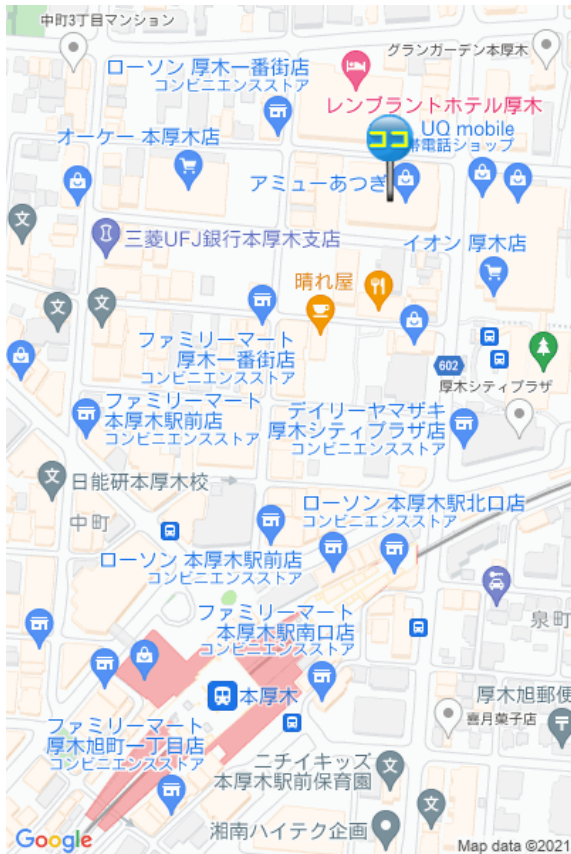 中町3丁目マンション
グランガーデン本厚木
ローソン 厚木一番街店
コンビニエンスストア
レンブラントホテル厚木
ココ
UQ mobile
帯電話ショップ
オーケー 本厚木店
アミューあつぎ
三菱UFJ銀行本厚木支店
イオン 厚木店
晴れ屋
ファミリーマート
厚木一番街店
コンビニエンスストア
602
厚木シティプラザ
ファミリーマート
本厚木駅前店
コンビニエンスストア
デイリーヤマザキ
厚木シティプラザ店
コンビニエンスストア
日能研本厚木校
中町
ローソン 本厚木駅北口店
コンビニエンスストア
ローソン 本厚木駅前店
コンビニエンスストア
ファミリーマート
本厚木駅南口店
コンビニエンスストア
泉町
本厚木
厚木旭郵便
喜月菓子店
ファミリーマート
厚木旭町一丁目店
コンビニエンスストア
ニチイキッズ
本厚木駅前保育園
湘南ハイテク企画
Google
Map data ©2021
文
文
文
文
文
文
文